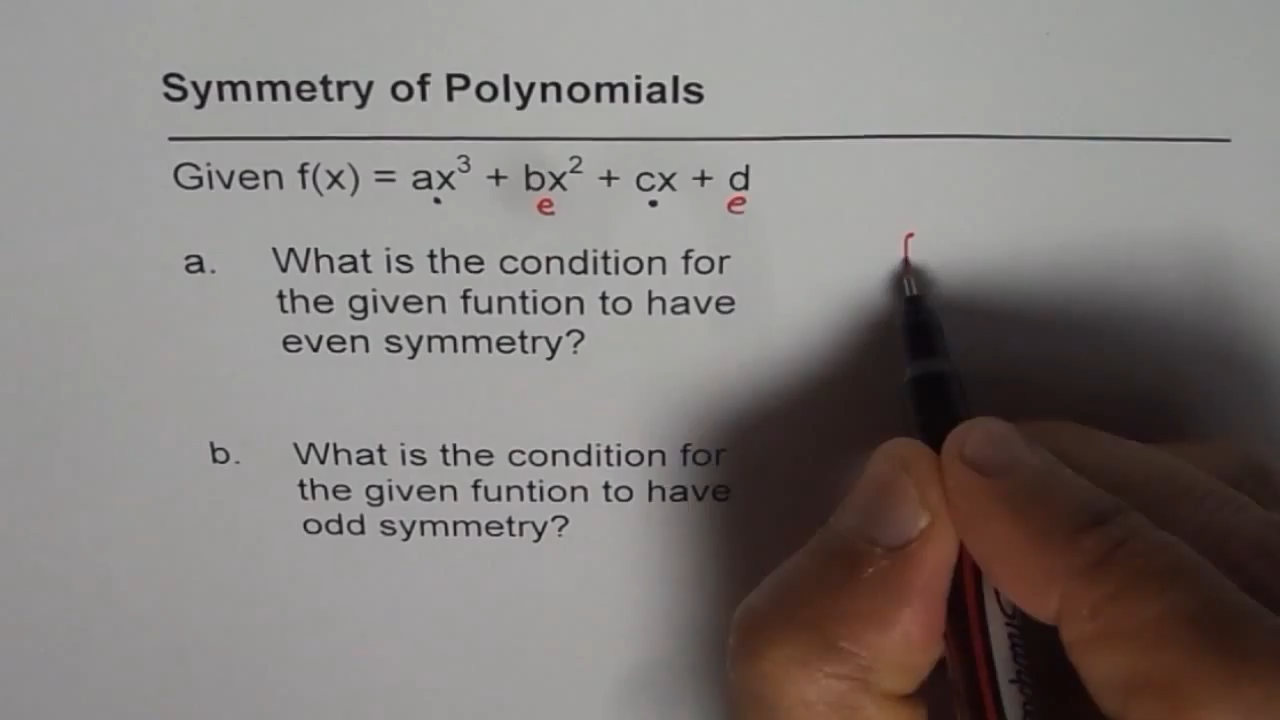 Symmetry of Polynomials
Given f(x) = ax³ + bx² + cx + d
e e
a. What is the condition for
the given funtion to have
even symmetry?
b. What is the condition for
the given funtion to have
odd symmetry?